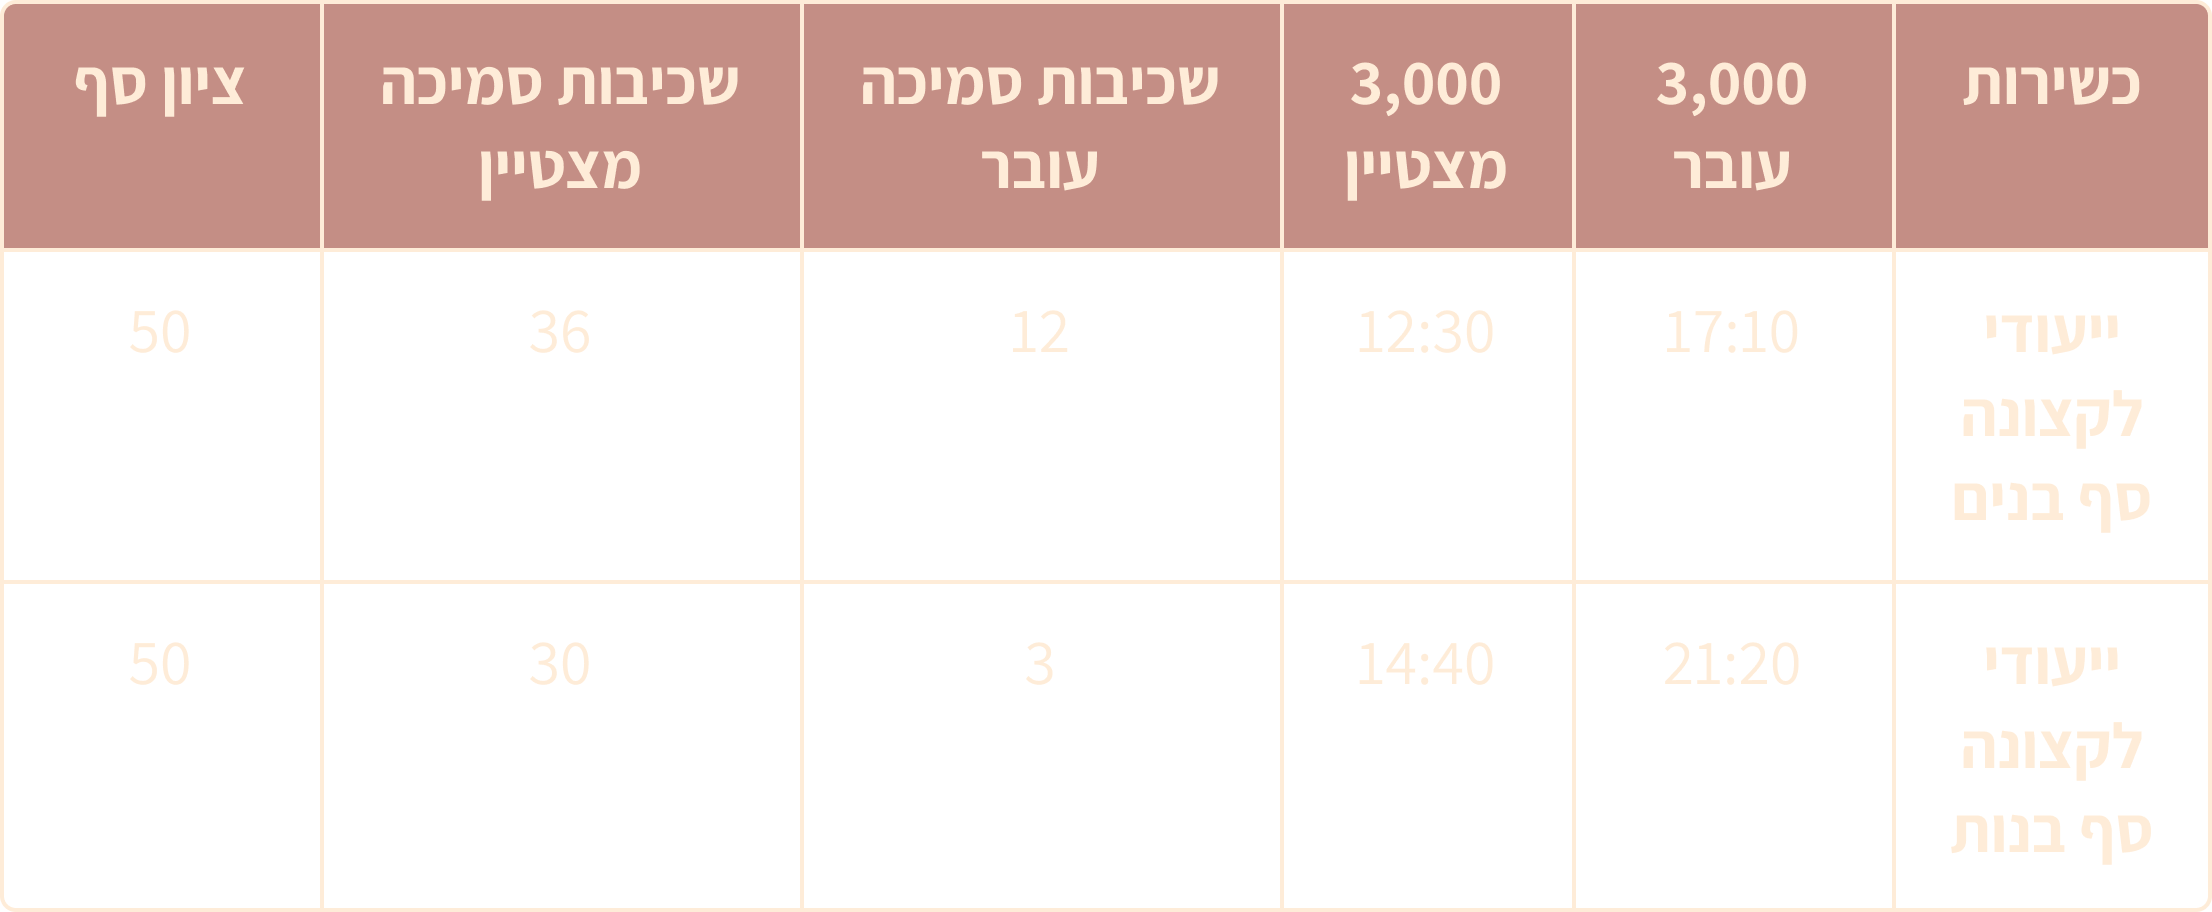 כשירות
3,000
עובר
3,000
מצטיין
שכיבות סמיכה
עובר
שכיבות סמיכה
מצטיין
ציון סף
ייעודי
לקצונה
סף בנים
17:10
12:30
12
36
50
ייעודי
לקצונה
סף בנות
21:20
14:40
3
30
50